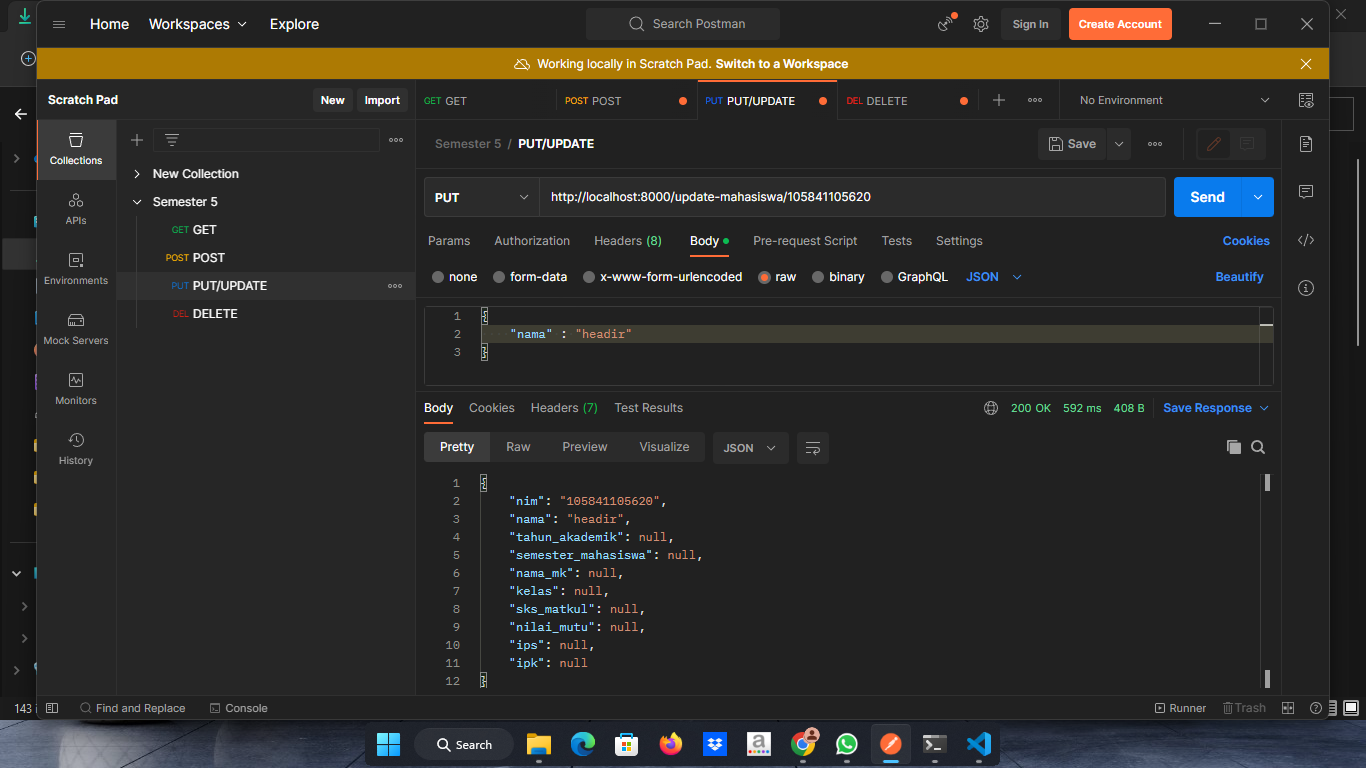 Home Workspaces Explore Search Postman Sign In Create Account
Working locally in Scratch Pad. Switch to a Workspace
Scratch Pad New Import GET GET POST POST PUT PUT/UPDATE DEL DELETE No Environment
Collections
APIs
Environments
Mock Servers
Monitors
History
New Collection
Semester 5
GET GET
POST POST
PUT PUT/UPDATE
DEL DELETE
Semester 5 / PUT/UPDATE Save
PUT http://localhost:8000/update-mahasiswa/105841105620 Send
Params Authorization Headers (8) Body Pre-request Script Tests Settings Cookies
none form-data x-www-form-urlencoded raw binary GraphQL JSON Beautify
1 {
2 "nama" : "headir"
3 }
Body Cookies Headers (7) Test Results 200 OK 592 ms 408 B Save Response
Pretty Raw Preview Visualize JSON
1 {
2 "nim": "105841105620",
3 "nama": "headir",
4 "tahun_akademik": null,
5 "semester_mahasiswa": null,
6 "nama_mk": null,
7 "kelas": null,
8 "sks_matkul": null,
9 "nilai_mutu": null,
10 "ips": null,
11 "ipk": null
12 }
143 Find and Replace Console Runner Trash
Search